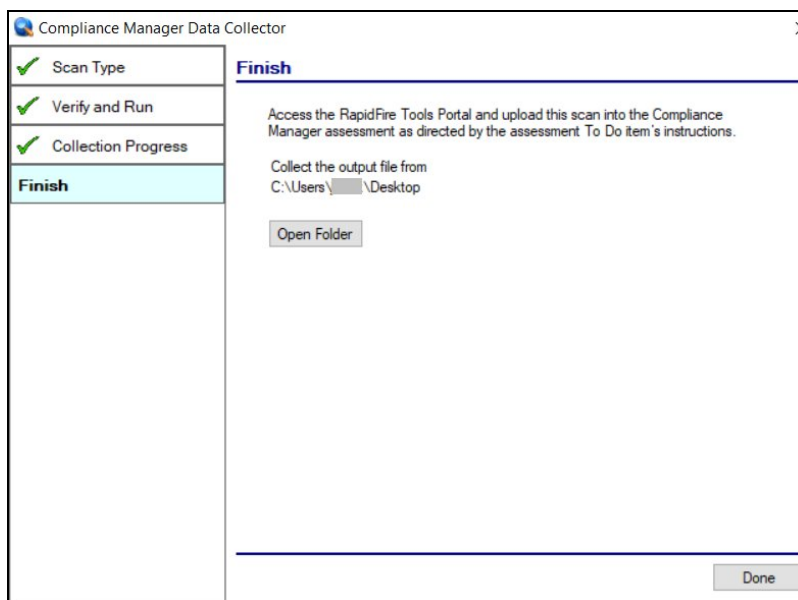 Compliance Manager Data Collector
Scan Type
Verify and Run
Collection Progress
Finish
Finish
Access the RapidFire Tools Portal and upload this scan into the Compliance
Manager assessment as directed by the assessment To Do item's instructions.
Collect the output file from
C:\Users\ \Desktop
Open Folder
Done